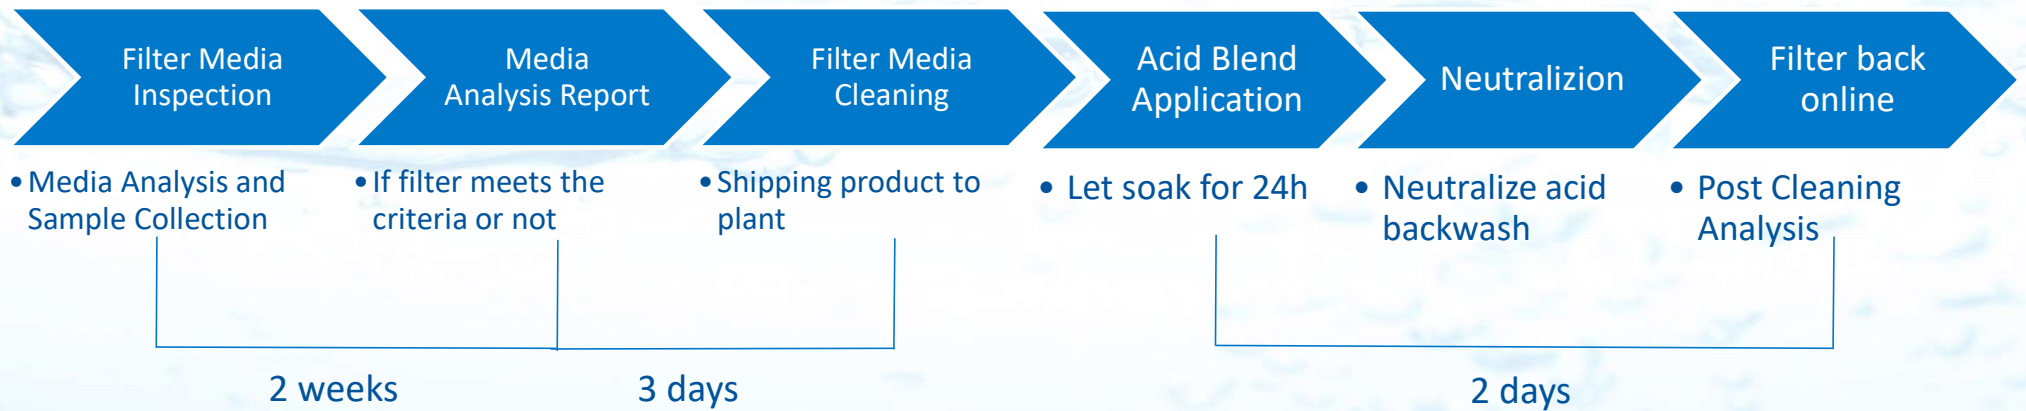 Filter Media
Inspection
Media
Analysis Report
Filter Media
Cleaning
Acid Blend
Application
Neutralizion
Filter back
online
•Media Analysis and
Sample Collection
•If filter meets the
criteria or not
•Shipping product to
plant
• Let soak for 24h
• Neutralize acid
backwash
• Post Cleaning
Analysis
2 weeks
3 days
2 days